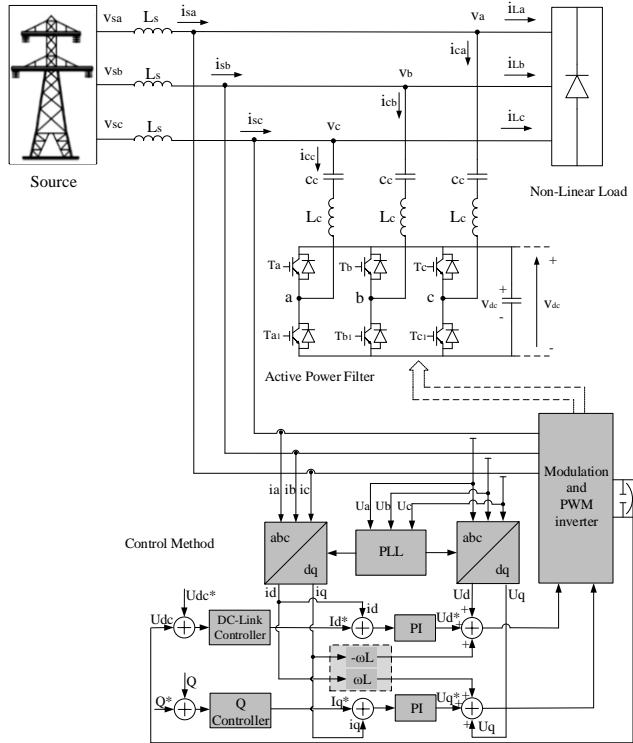 vsa Ls isa va iLa
ica
vsb Ls isb vb iLb
icb
vsc Ls isc vc iLc
icc
Source
cc cc cc
Non-Linear Load
Lc Lc Lc
Ta Tb Tc +
a b c + vdc vdc
-
Ta1 Tb1 Tc1 -
Active Power Filter
Modulation
and
PWM
inverter
ia ib ic
Ua Ub Uc
Control Method
abc
dq
PLL
abc
dq
id iq Ud Uq
Udc*
id
Udc
DC-Link
Controller
Id*
PI
Ud*
+
+
+
-ωL
ωL
Q
Q*
Q
Controller
Iq*
iq
PI
Uq*
+
+
+
Uq